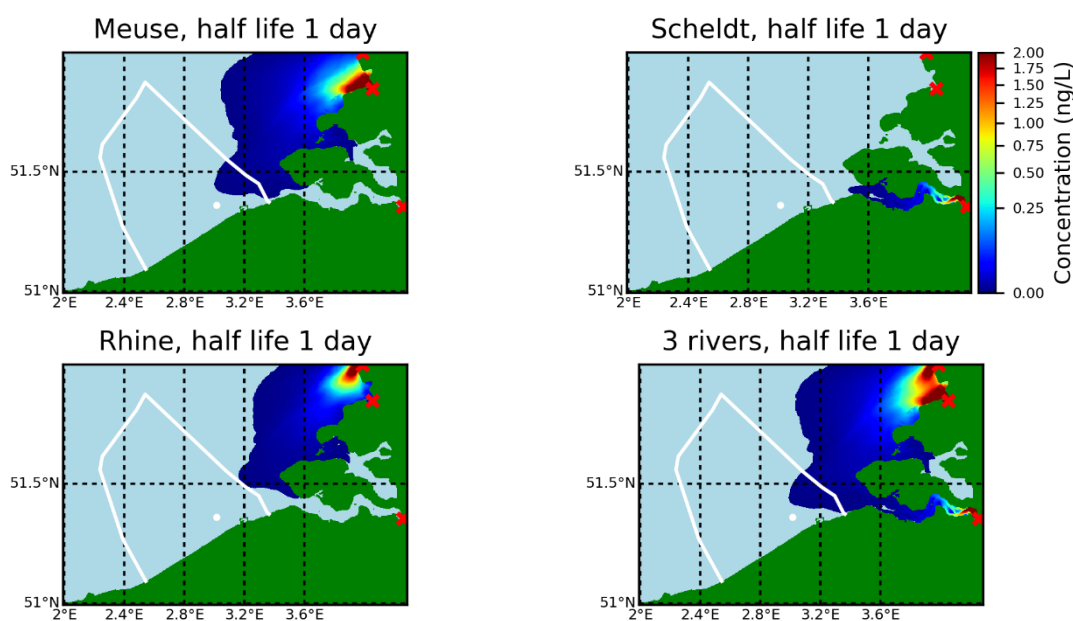 Meuse, half life 1 day
51.5°N
51°N
2°E 2.4°E 2.8°E 3.2°E 3.6°E
Scheldt, half life 1 day
51.5°N
51°N
2°E 2.4°E 2.8°E 3.2°E 3.6°E
2.00
1.75
1.50
1.25
1.00
0.75
0.50
0.25
0.00
Concentration (ng/L)
Rhine, half life 1 day
51.5°N
51°N
2°E 2.4°E 2.8°E 3.2°E 3.6°E
3 rivers, half life 1 day
51.5°N
51°N
2°E 2.4°E 2.8°E 3.2°E 3.6°E